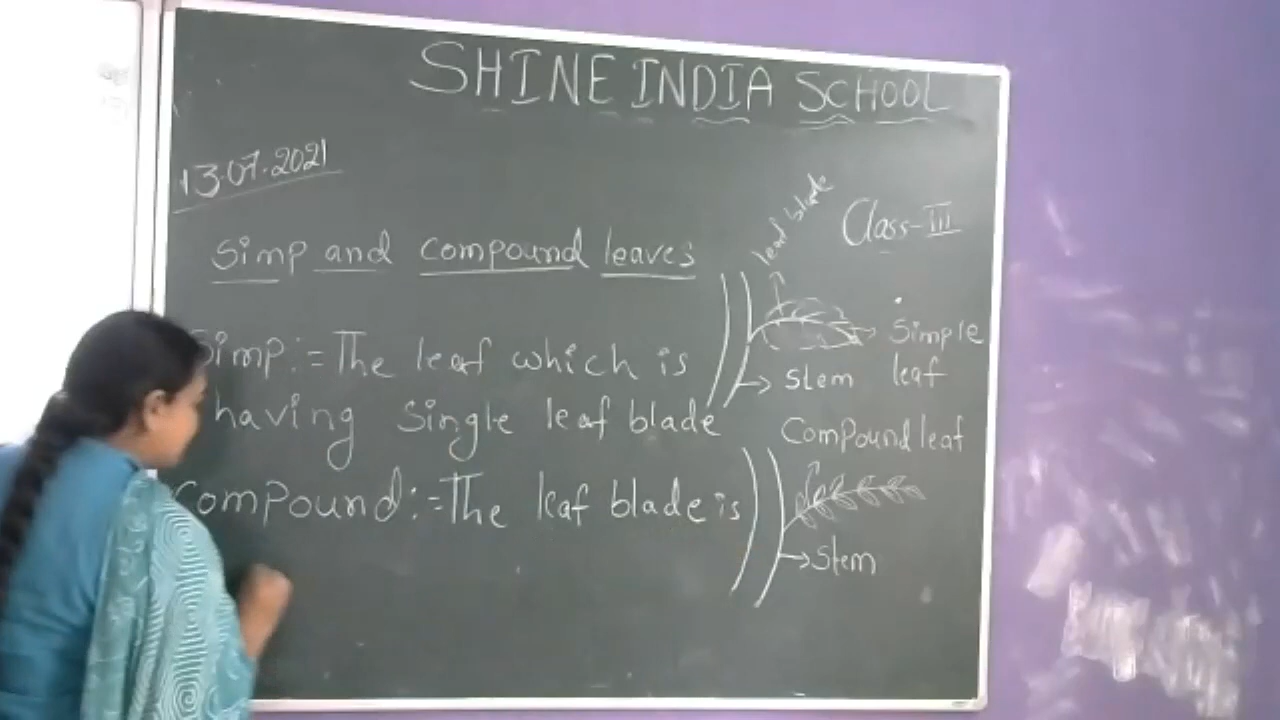 SHINE INDIA SCHOOL
13.07.2021
Class-III
Simp and compound leaves
leaf blade
Simp:= The leaf which is
having single leaf blade
Simple
leaf
Stem
Compound leaf
Compound:= The leaf blade is
Stem